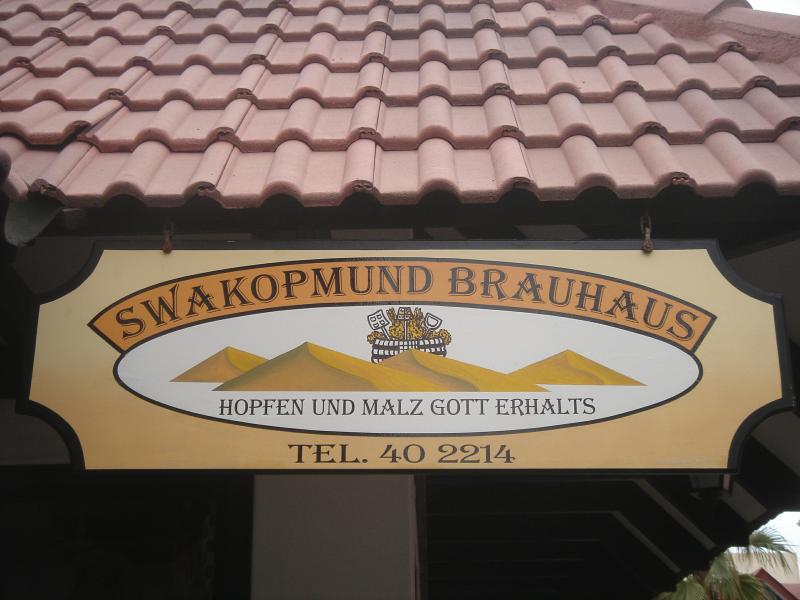 SWAKOPMUND BRAUHAUS
HOPFEN UND MALZ GOTT ERHALTS
TEL. 40 2214